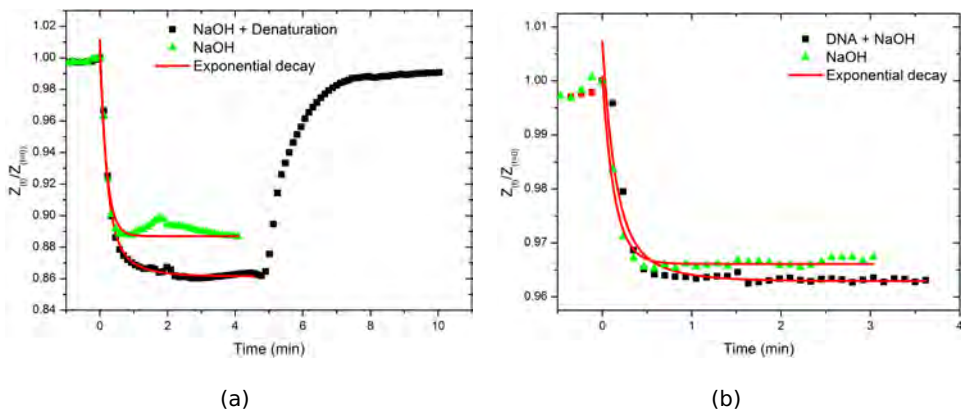 1.02
1.00
0.98
0.96
0.94
0.92
0.90
0.88
0.86
0.84
Z(t)/Z(t=0)
NaOH + Denaturation
NaOH
Exponential decay
0 2 4 6 8 10
Time (min)
(a)
1.01
1.00
0.99
0.98
0.97
0.96
Z(t)/Z(t=0)
DNA + NaOH
NaOH
Exponential decay
0 1 2 3 4
Time (min)
(b)